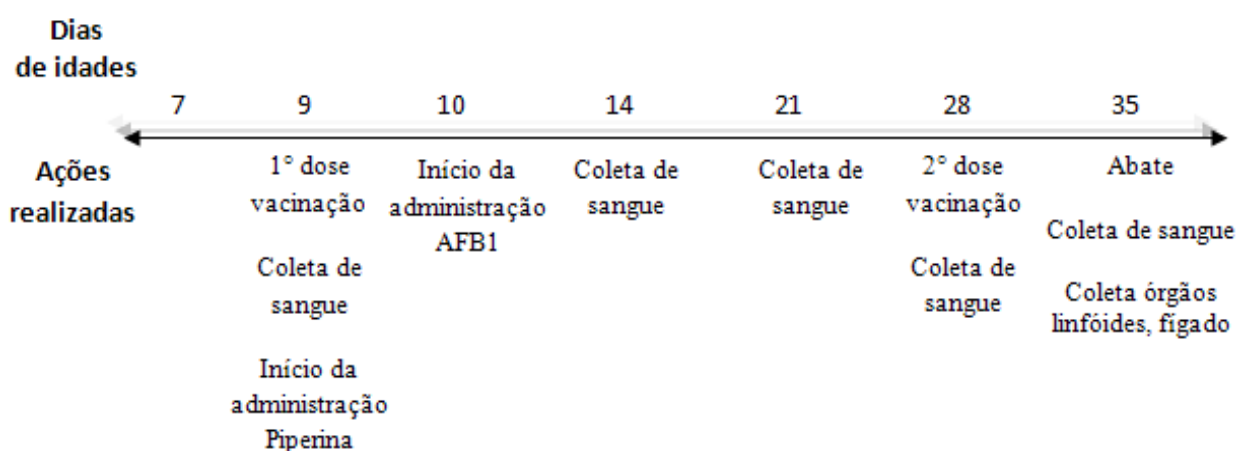 Dias
de idades
7 9 10 14 21 28 35
Ações
realizadas
1° dose
vacinação
Coleta de
sangue
Início da
administração
Piperina
Início da
administração
AFB1
Coleta de
sangue
Coleta de
sangue
2° dose
vacinação
Coleta de
sangue
Abate
Coleta de sangue
Coleta órgãos
linfóides, fígado